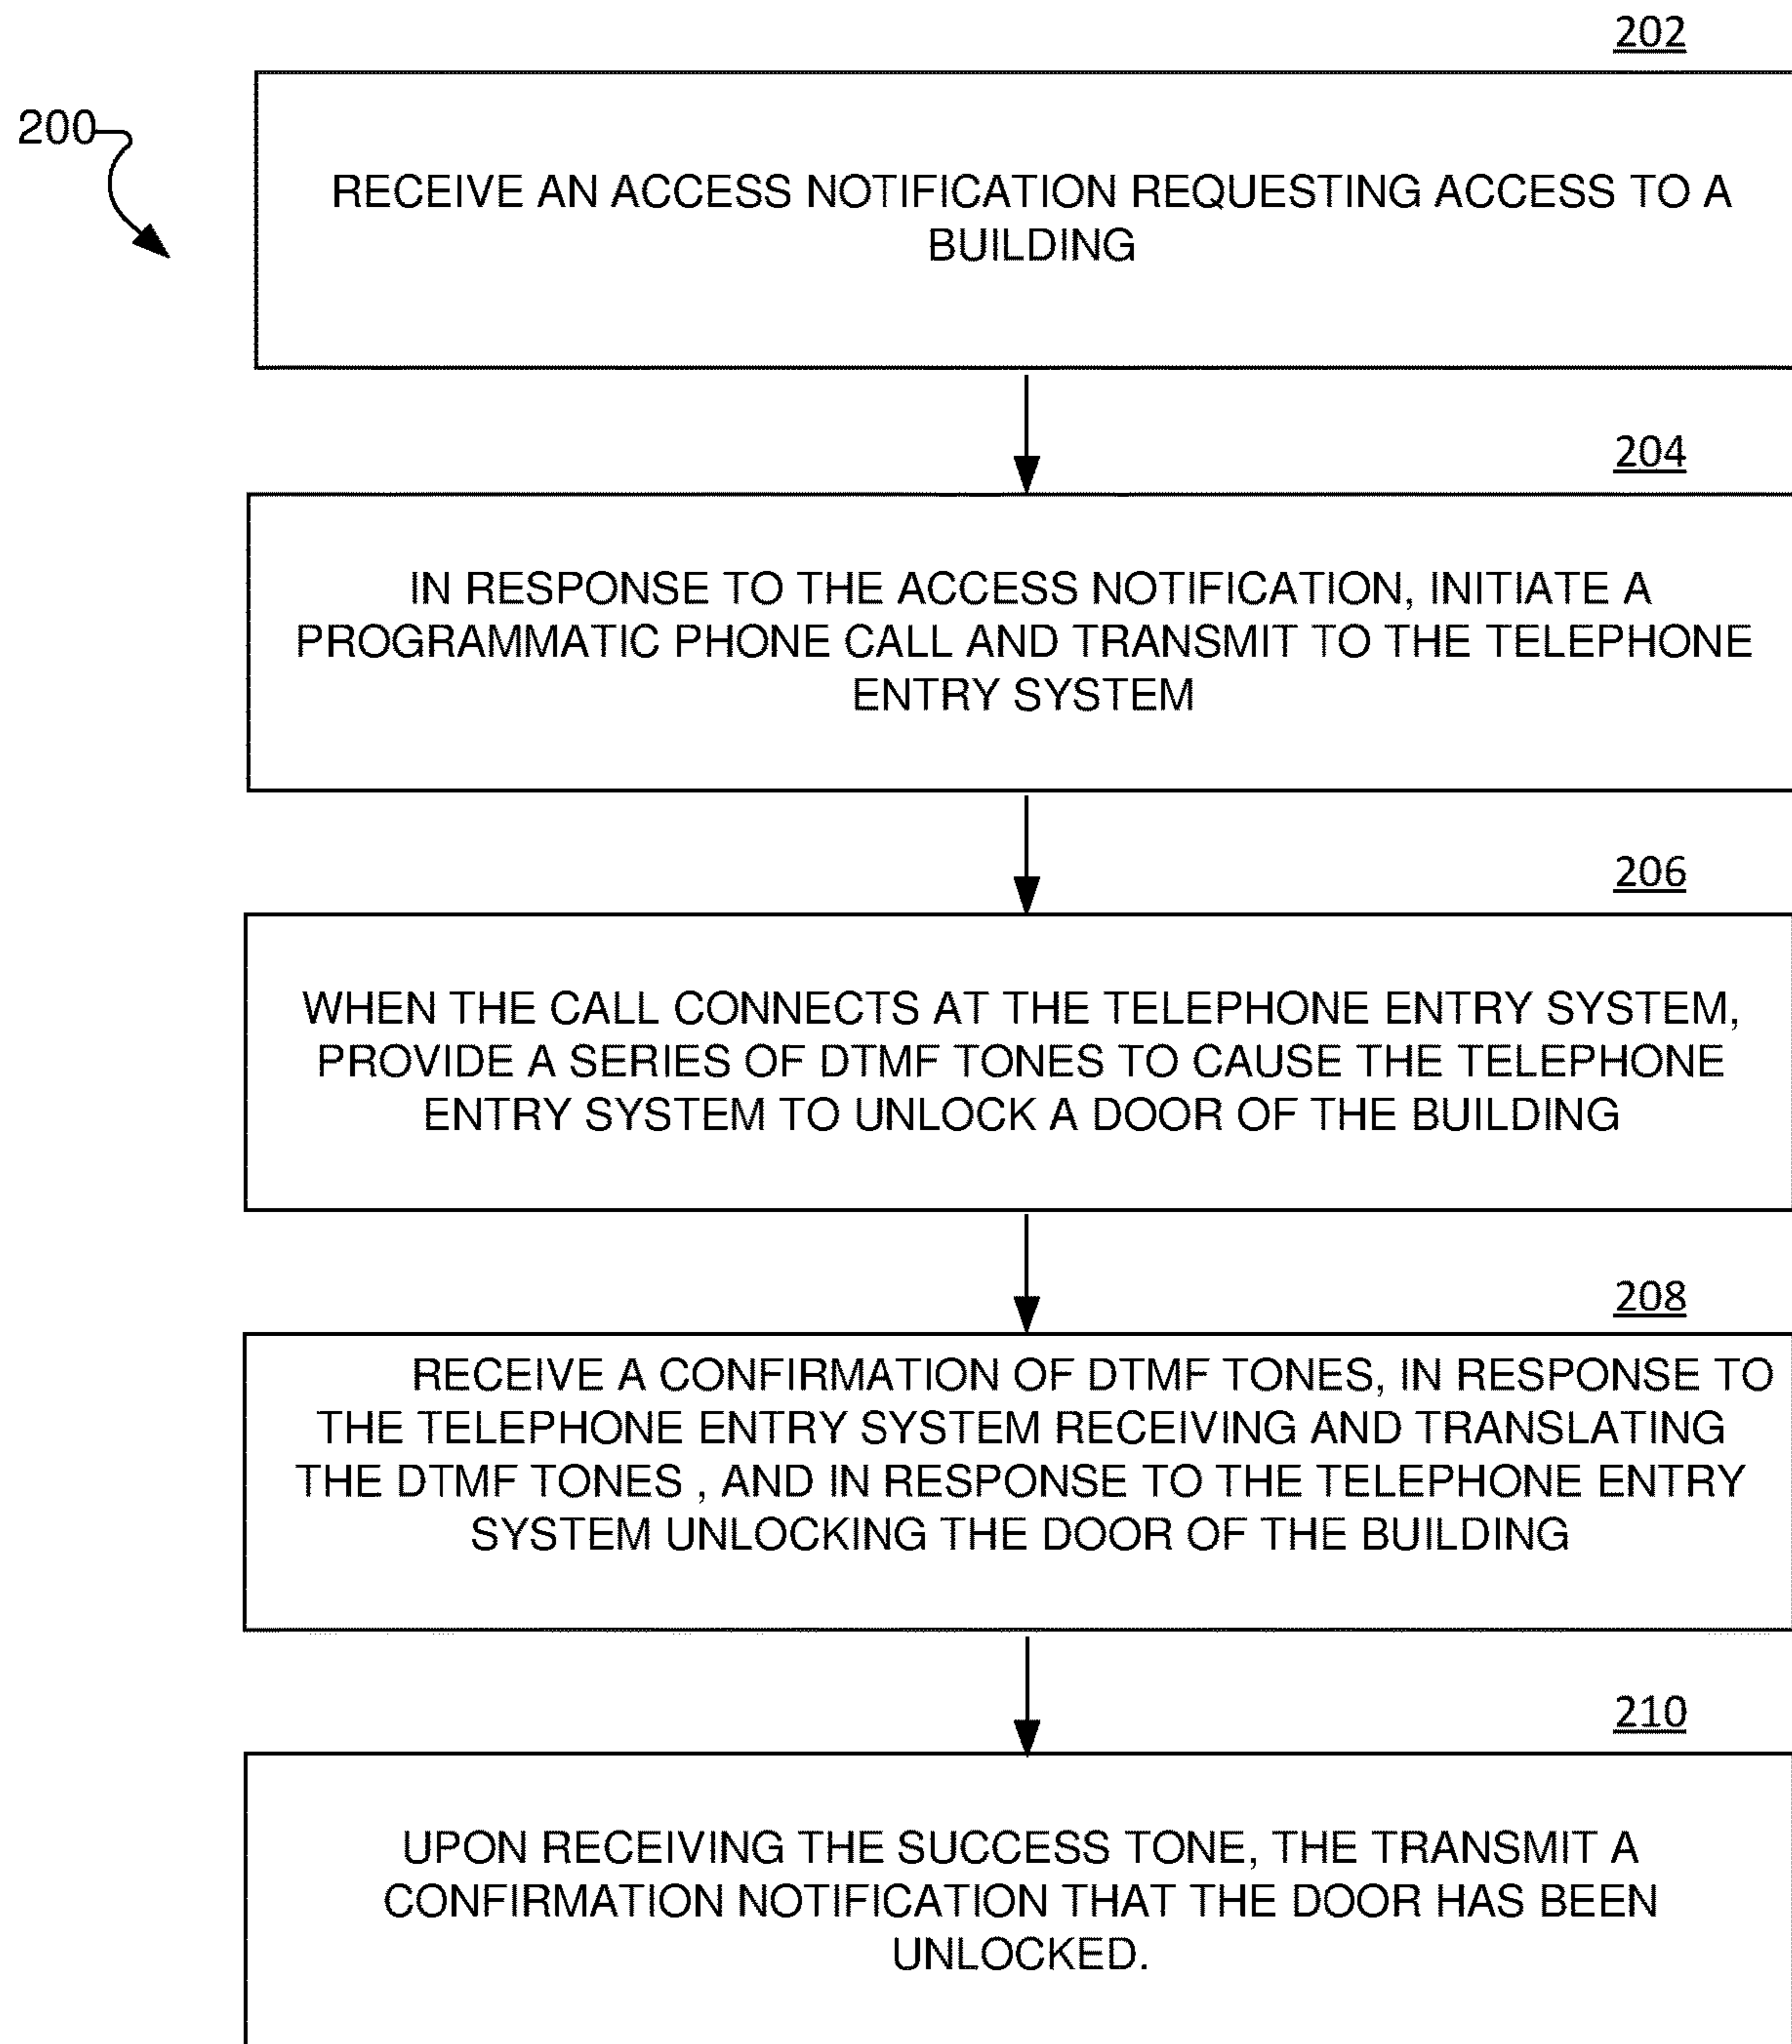 202
200
RECEIVE AN ACCESS NOTIFICATION REQUESTING ACCESS TO A
BUILDING
204
IN RESPONSE TO THE ACCESS NOTIFICATION, INITIATE A
PROGRAMMATIC PHONE CALL AND TRANSMIT TO THE TELEPHONE
ENTRY SYSTEM
206
WHEN THE CALL CONNECTS AT THE TELEPHONE ENTRY SYSTEM,
PROVIDE A SERIES OF DTMF TONES TO CAUSE THE TELEPHONE
ENTRY SYSTEM TO UNLOCK A DOOR OF THE BUILDING
208
RECEIVE A CONFIRMATION OF DTMF TONES, IN RESPONSE TO
THE TELEPHONE ENTRY SYSTEM RECEIVING AND TRANSLATING
THE DTMF TONES , AND IN RESPONSE TO THE TELEPHONE ENTRY
SYSTEM UNLOCKING THE DOOR OF THE BUILDING
210
UPON RECEIVING THE SUCCESS TONE, THE TRANSMIT A
CONFIRMATION NOTIFICATION THAT THE DOOR HAS BEEN
UNLOCKED.